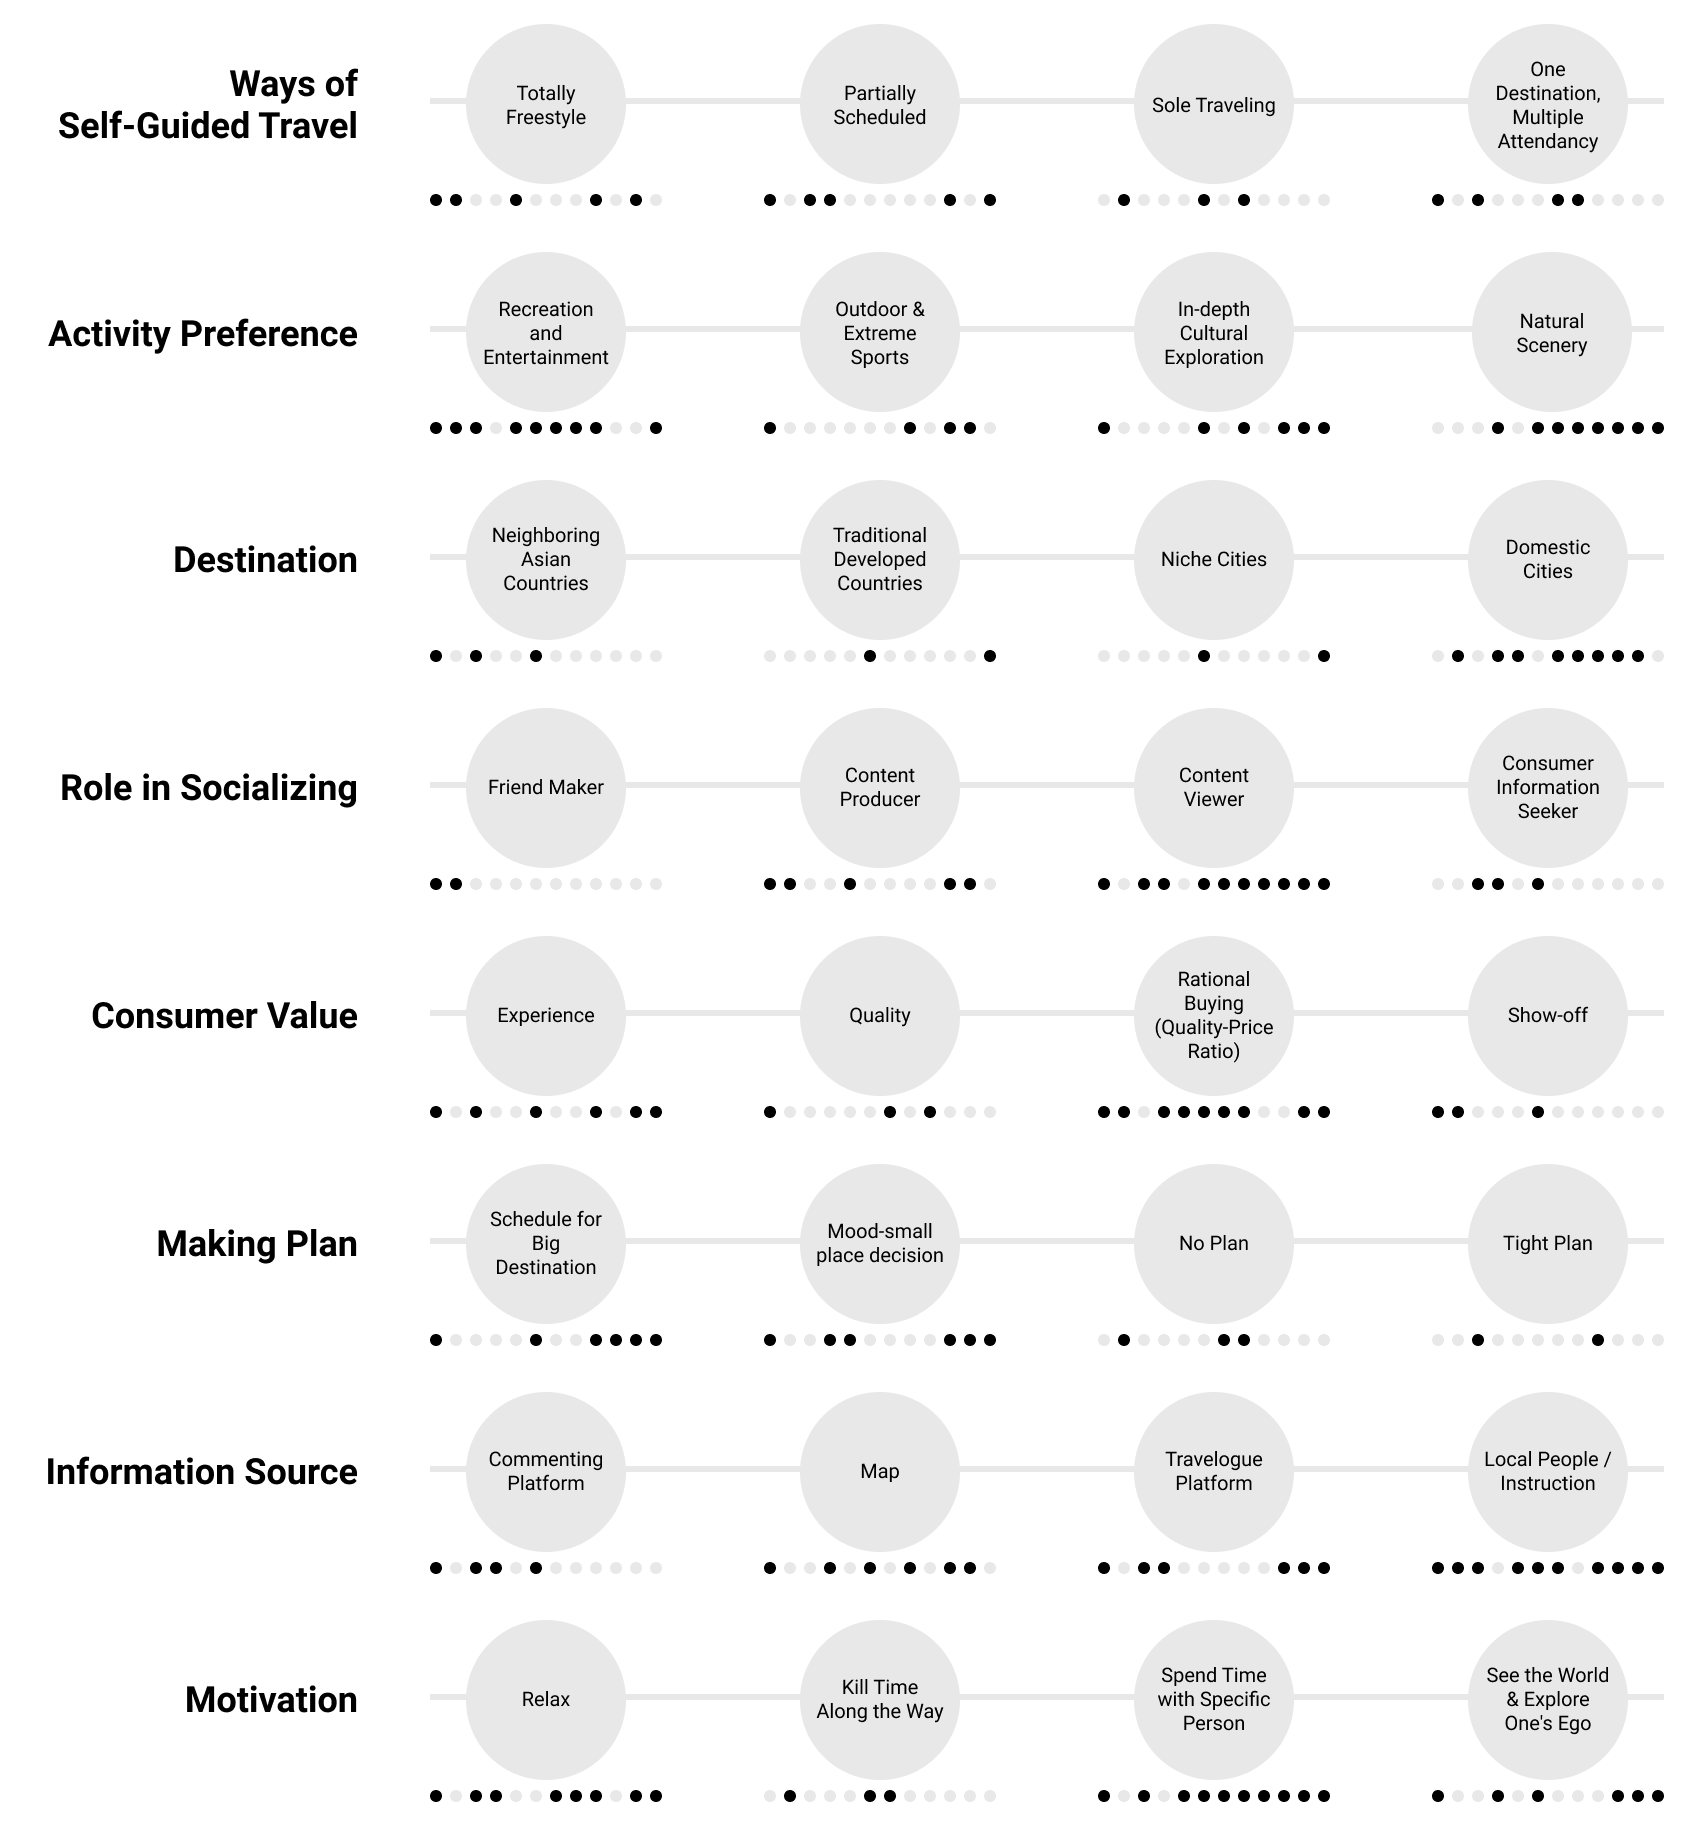 Ways of
Self-Guided Travel
Totally
Freestyle
Partially
Scheduled
Sole Traveling
One
Destination,
Multiple
Attendancy
Activity Preference
Recreation
and
Entertainment
Outdoor &
Extreme
Sports
In-depth
Cultural
Exploration
Natural
Scenery
Destination
Neighboring
Asian
Countries
Traditional
Developed
Countries
Niche Cities
Domestic
Cities
Role in Socializing
Friend Maker
Content
Producer
Content
Viewer
Consumer
Information
Seeker
Consumer Value
Experience
Quality
Rational
Buying
(Quality-Price
Ratio)
Show-off
Making Plan
Schedule for
Big
Destination
Mood-small
place decision
No Plan
Tight Plan
Information Source
Commenting
Platform
Map
Travelogue
Platform
Local People /
Instruction
Motivation
Relax
Kill Time
Along the Way
Spend Time
with Specific
Person
See the World
& Explore
One's Ego